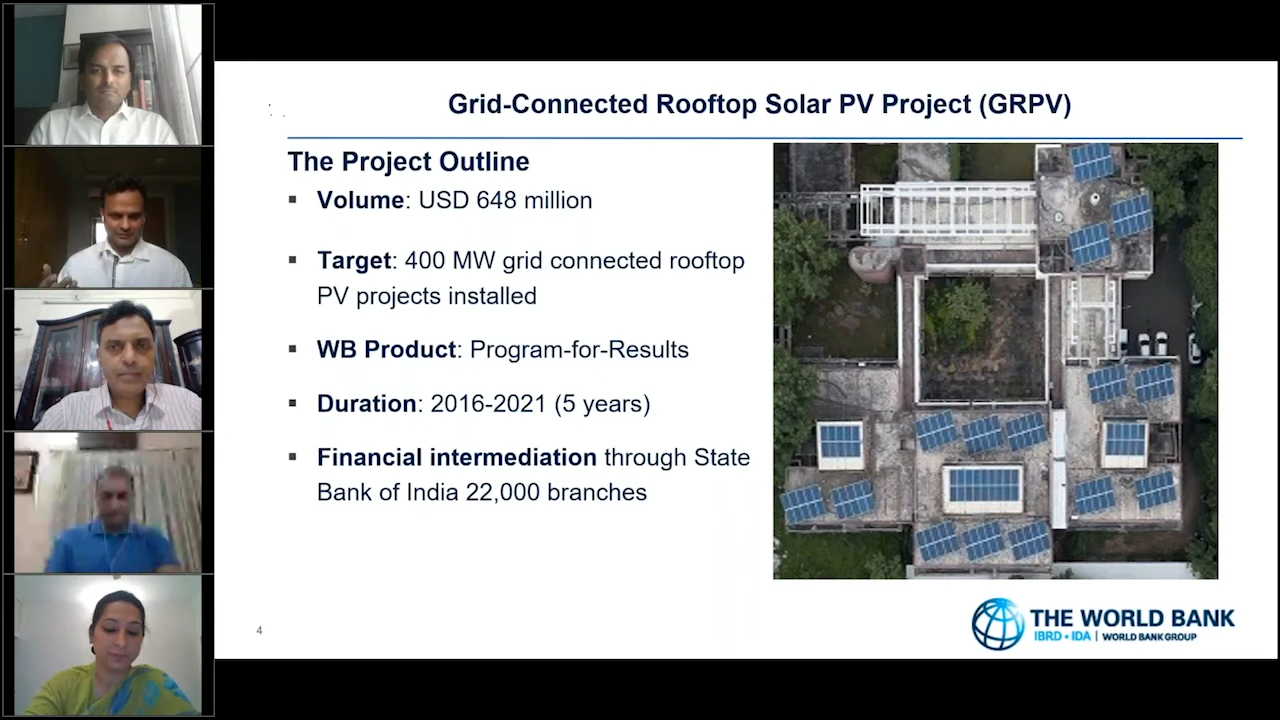 Grid-Connected Rooftop Solar PV Project (GRPV)
The Project Outline
▪ Volume: USD 648 million
▪ Target: 400 MW grid connected rooftop
PV projects installed
▪ WB Product: Program-for-Results
▪ Duration: 2016-2021 (5 years)
▪ Financial intermediation through State
Bank of India 22,000 branches
4
THE WORLD BANK
IBRD • IDA | WORLD BANK GROUP